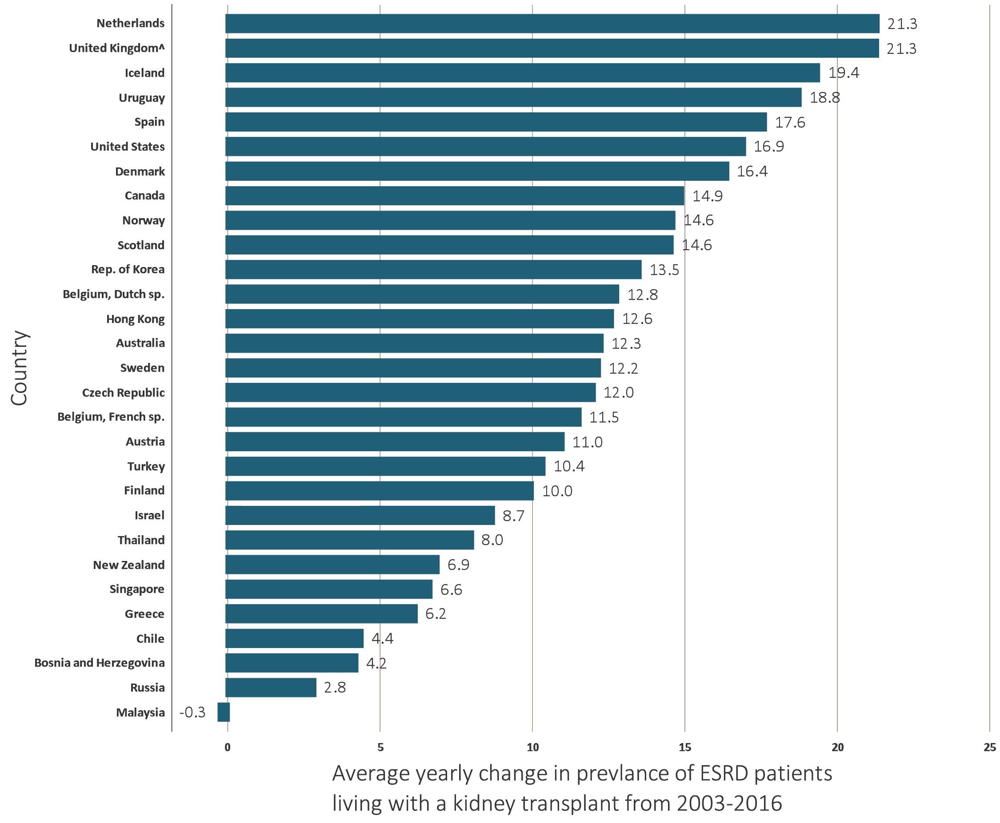 Netherlands 21.3
United Kingdom^ 21.3
Iceland 19.4
Uruguay 18.8
Spain 17.6
United States 16.9
Denmark 16.4
Canada 14.9
Norway 14.6
Scotland 14.6
Rep. of Korea 13.5
Belgium, Dutch sp. 12.8
Hong Kong 12.6
Australia 12.3
Sweden 12.2
Czech Republic 12.0
Belgium, French sp. 11.5
Austria 11.0
Turkey 10.4
Finland 10.0
Israel 8.7
Thailand 8.0
New Zealand 6.9
Singapore 6.6
Greece 6.2
Chile 4.4
Bosnia and Herzegovina 4.2
Russia 2.8
Malaysia -0.3
Country
0 5 10 15 20 25
Average yearly change in prevlance of ESRD patients
living with a kidney transplant from 2003-2016